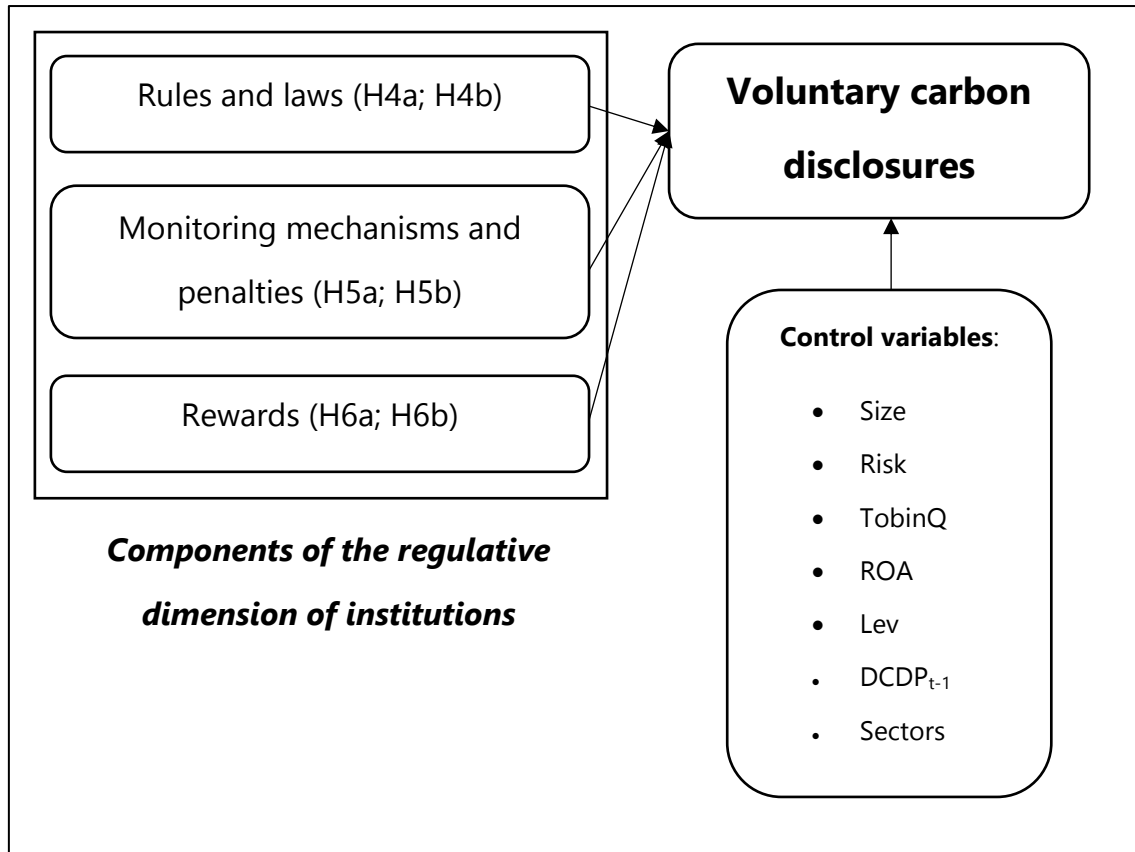 Rules and laws (H4a; H4b)
Monitoring mechanisms and
penalties (H5a; H5b)
Rewards (H6a; H6b)
Components of the regulative
dimension of institutions
Voluntary carbon
disclosures
Control variables:
• Size
• Risk
• TobinQ
• ROA
• Lev
• DCDPt-1
• Sectors